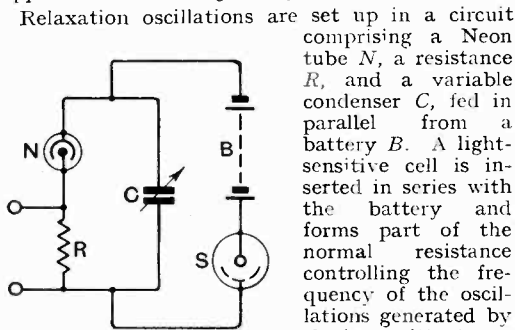 Relaxation oscillations are set up in a circuit
comprising a Neon
tube N, a resistance
R, and a variable
condenser C, fed in
parallel from a
battery B. A light-
sensitive cell is in-
serted in series with
the battery and
forms part of the
normal resistance
controlling the fre-
quency of the oscil-
lations generated by
N
C
B
R
S